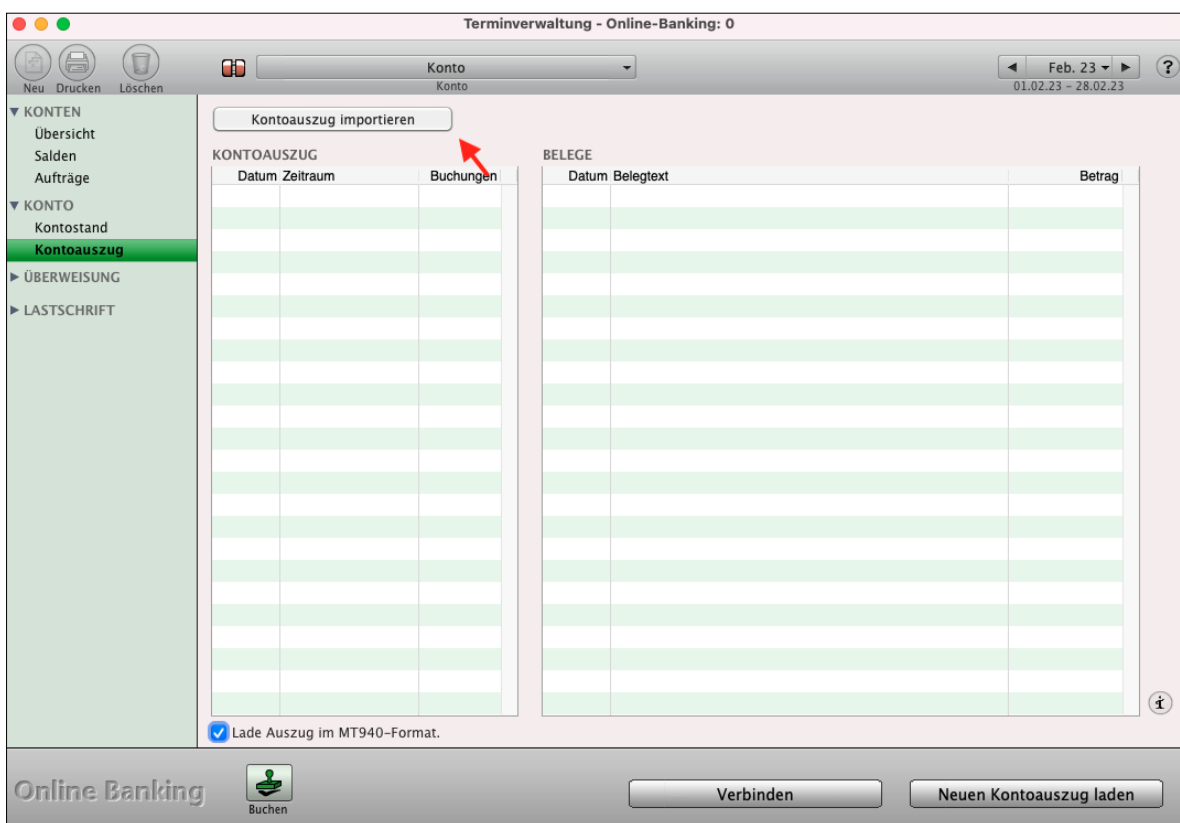 Terminverwaltung - Online-Banking: 0
Neu Drucken Löschen
Konto
Konto
Feb. 23
01.02.23 - 28.02.23
?
KONTEN
Übersicht
Salden
Aufträge
KONTO
Kontostand
Kontoauszug
ÜBERWEISUNG
LASTSCHRIFT
Kontoauszug importieren
KONTOAUSZUG
Datum Zeitraum Buchungen
BELEGE
Datum Belegtext Betrag
i
Lade Auszug im MT940-Format.
Online Banking
Buchen
Verbinden
Neuen Kontoauszug laden